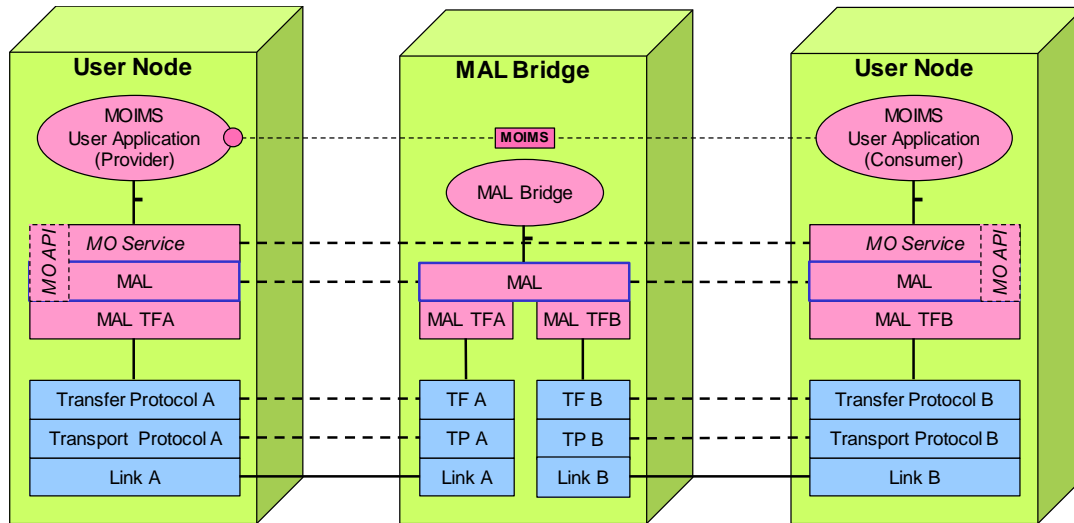 User Node
MOIMS
User Application
(Provider)
MO API
MO Service
MAL
MAL TFA
Transfer Protocol A
Transport Protocol A
Link A
MAL Bridge
MOIMS
MAL Bridge
MAL
MAL TFA
MAL TFB
TF A
TF B
TP A
TP B
Link A
Link B
User Node
MOIMS
User Application
(Consumer)
MO Service
MO API
MAL
MAL TFB
Transfer Protocol B
Transport Protocol B
Link B